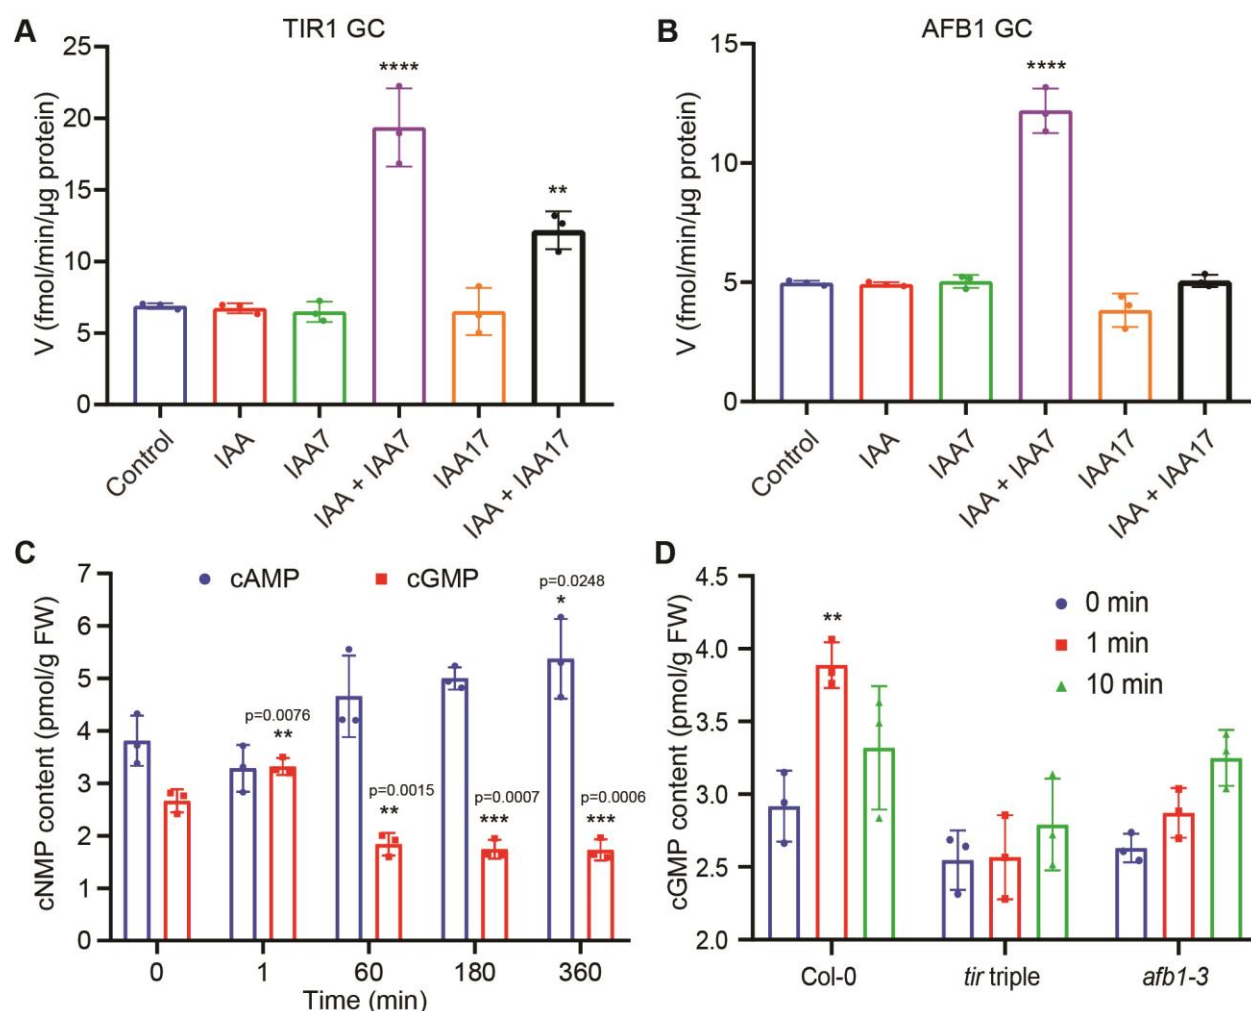 A
TIR1 GC
V (fmol/min/µg protein)
25
20
15
10
5
0
****
**
Control
IAA
IAA7
IAA + IAA7
IAA17
IAA + IAA17
B
AFB1 GC
V (fmol/min/µg protein)
15
10
5
0
****
Control
IAA
IAA7
IAA + IAA7
IAA17
IAA + IAA17
C
cAMP
cGMP
cNMP content (pmol/g FW)
7
6
5
4
3
2
1
0
p=0.0076
**
p=0.0015
**
p=0.0007
***
p=0.0248
*
p=0.0006
***
0
1
60
180
360
Time (min)
D
0 min
1 min
10 min
cGMP content (pmol/g FW)
4.5
4.0
3.5
3.0
2.5
2.0
**
Col-0
tir triple
afb1-3